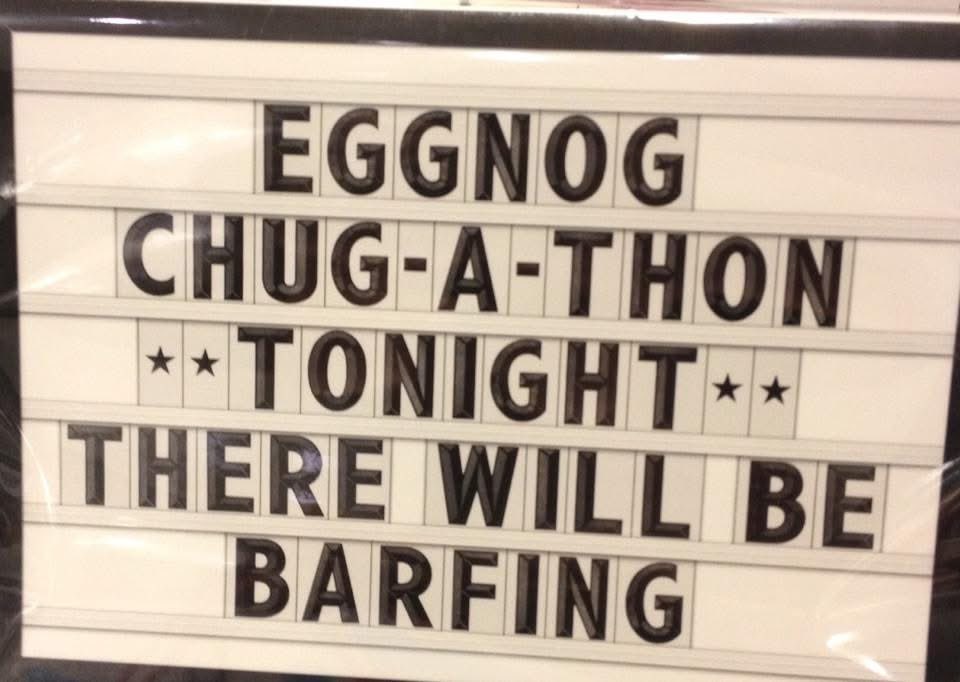 EGGNOG
CHUG-A-THON
★★TONIGHT★★
THERE WILL BE
BARFING